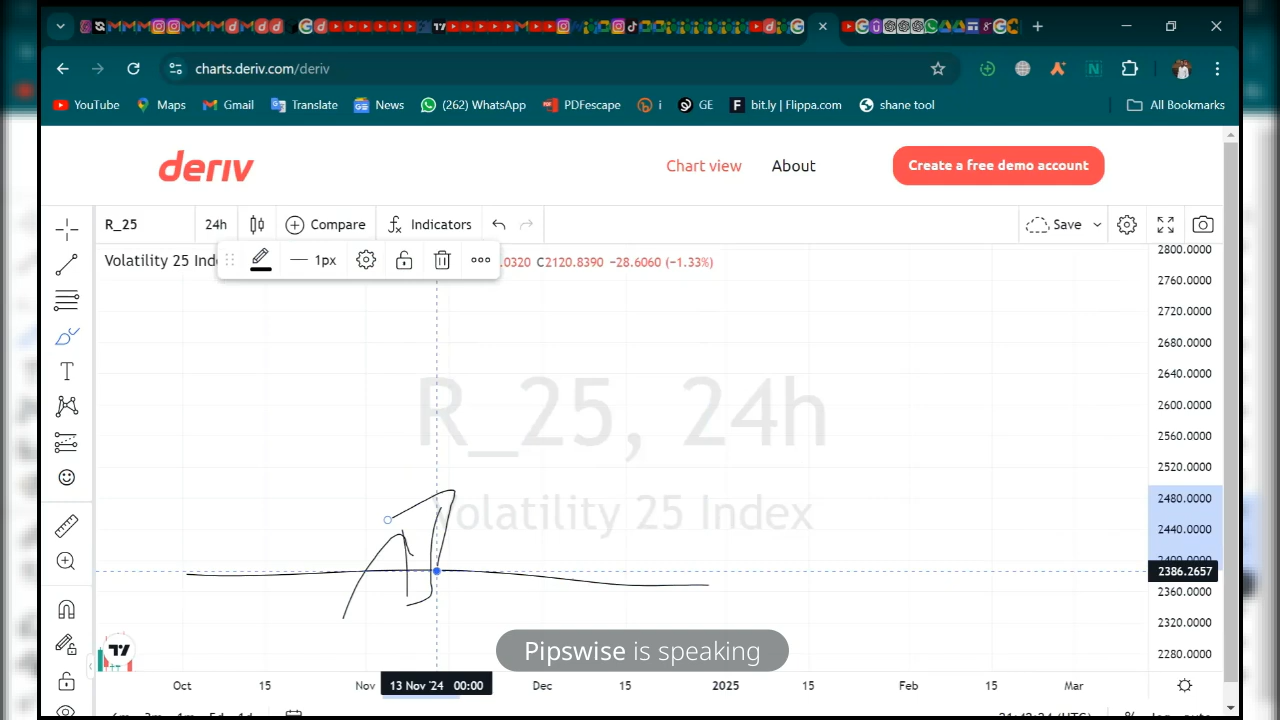 charts.deriv.com/deriv
YouTube Maps Gmail Translate News (262) WhatsApp PDFescape i GE bit.ly | Flippa.com shane tool All Bookmarks
deriv Chart view About Create a free demo account
R_25 24h Compare Indicators Save
1px
Volatility 25 Inde .0320 C2120.8390 −28.6060 (−1.33%)
2800.0000
2760.0000
2720.0000
2680.0000
2640.0000
2600.0000
2560.0000
2520.0000
2480.0000
2440.0000
2400.0000
2386.2657
2360.0000
2320.0000
2280.0000
R_25, 24h
Volatility 25 Index
Pipswise is speaking
Oct 15 Nov 13 Nov '24 00:00 Dec 15 2025 15 Feb 15 Mar